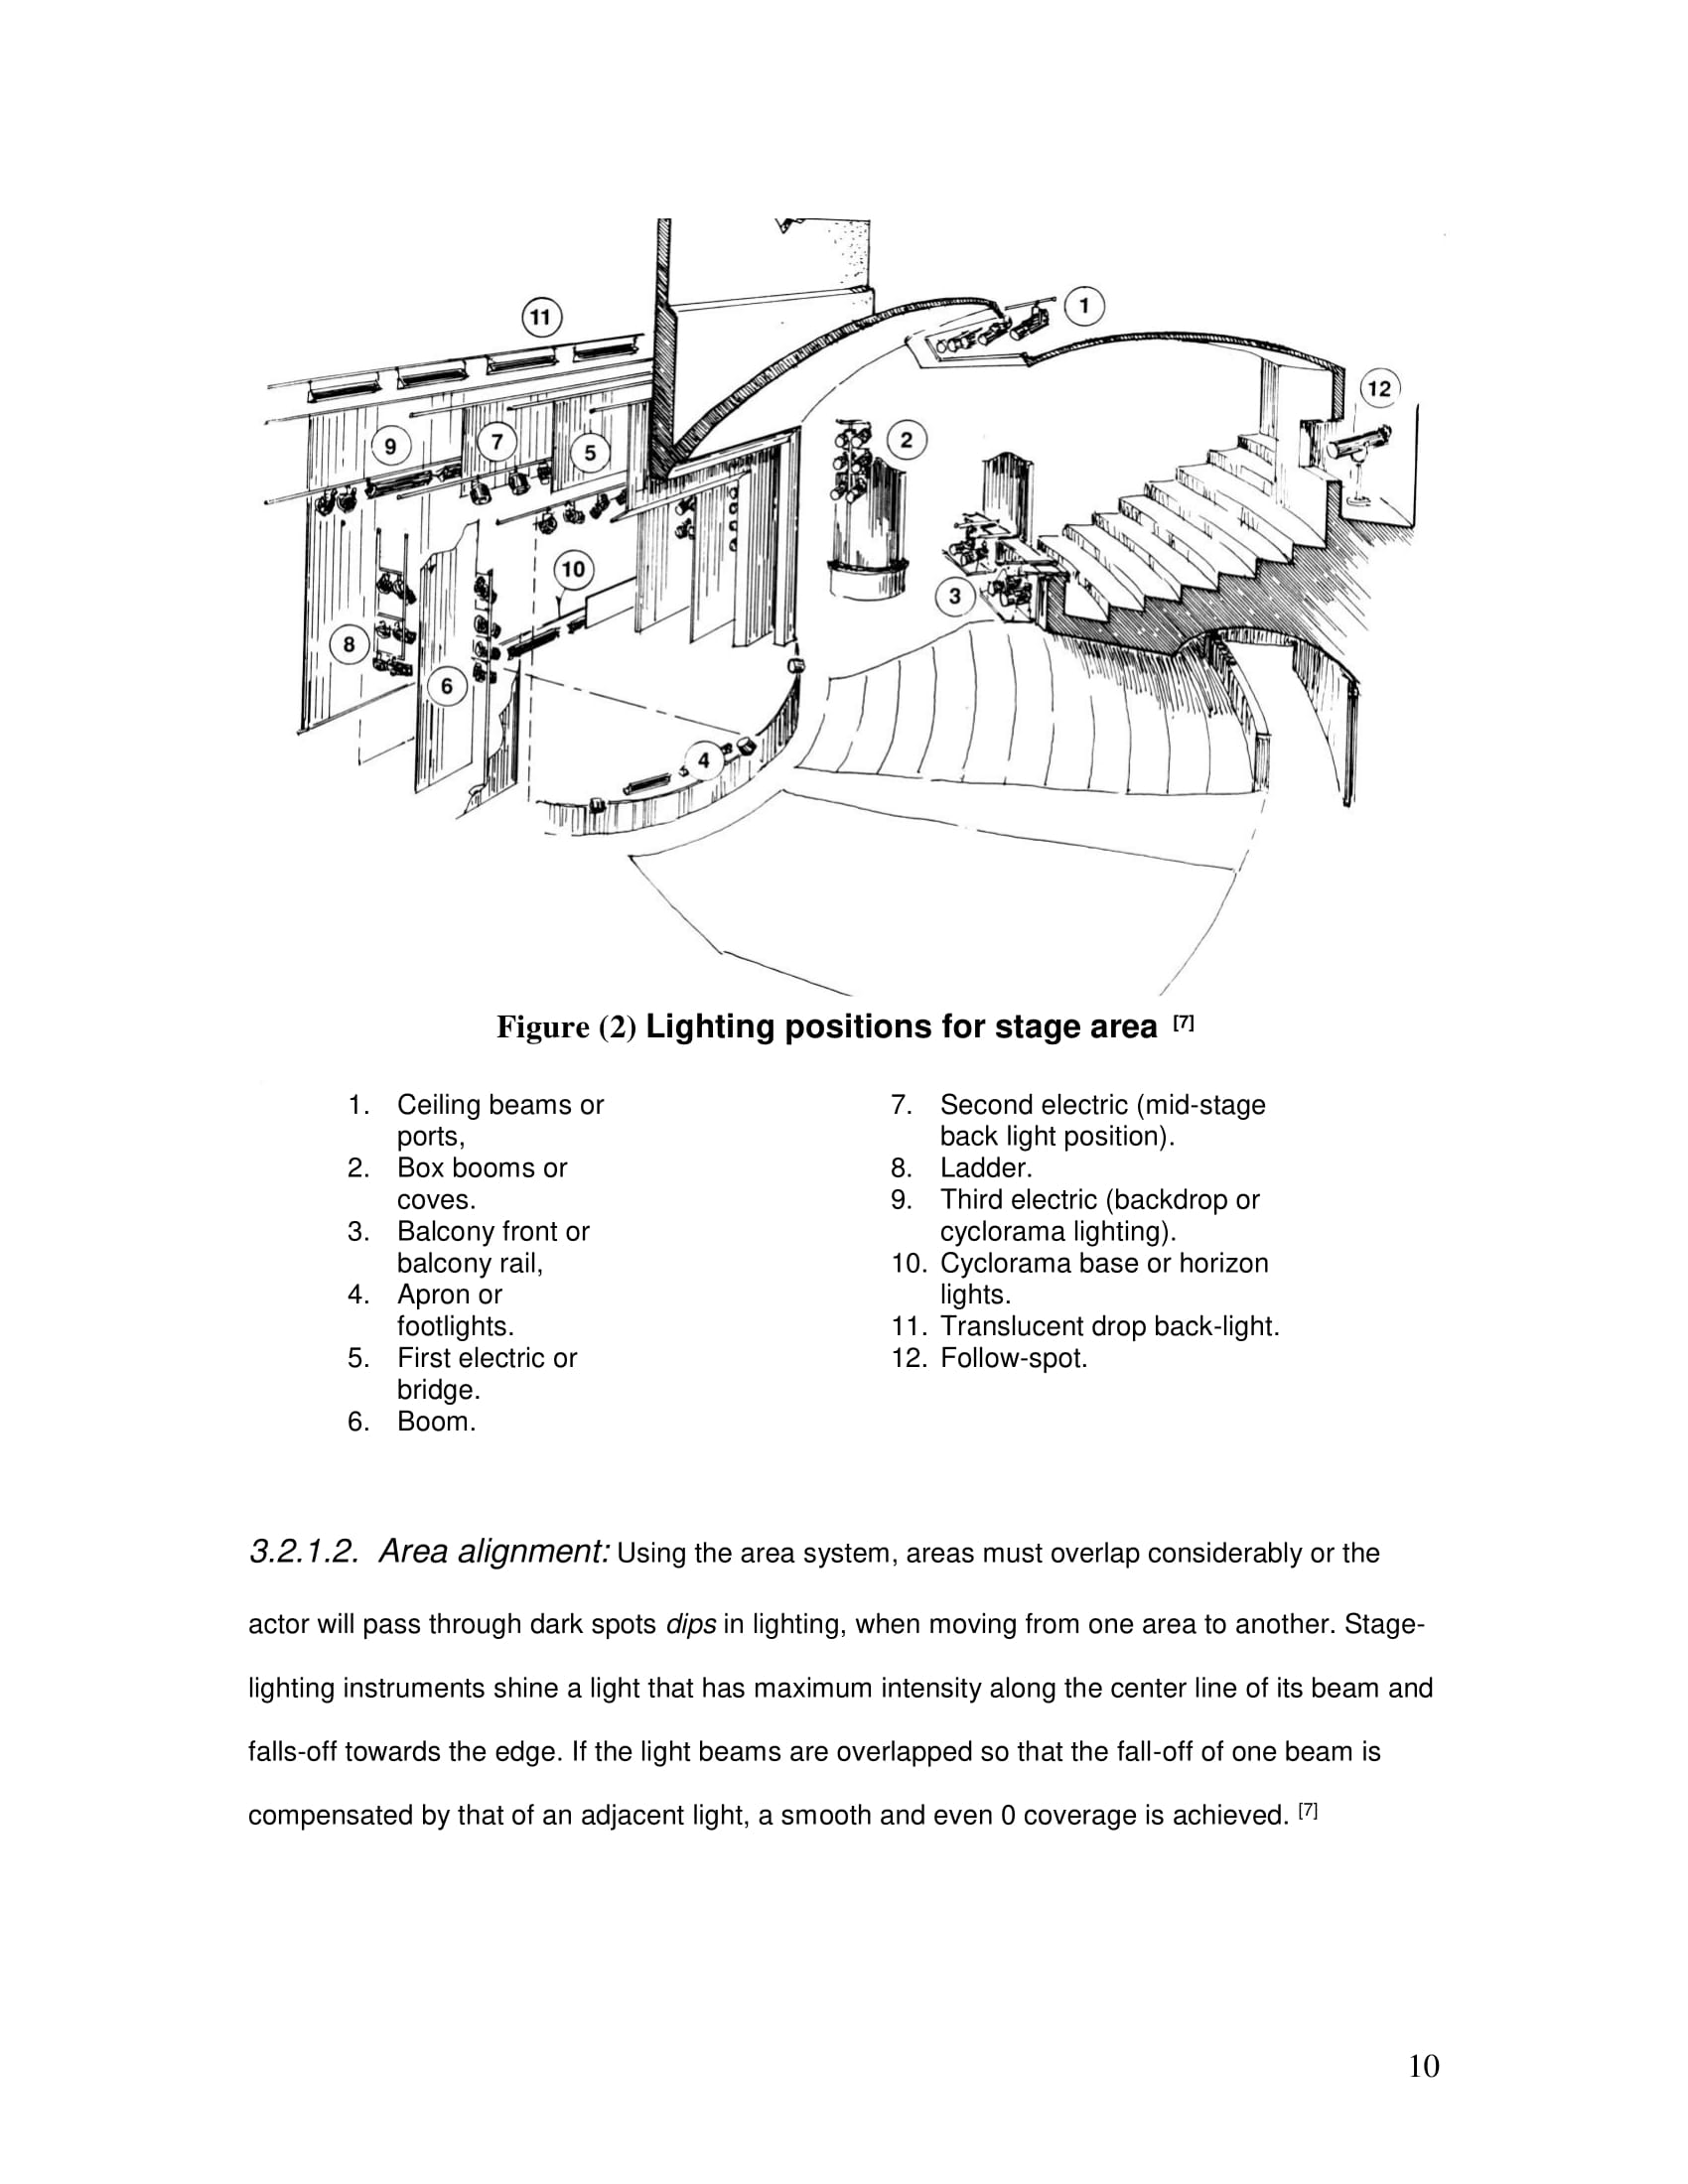 11
1
12
9
7
5
2
10
3
8
6
4
Figure (2) Lighting positions for stage area [7]
1. Ceiling beams or
ports,
2. Box booms or
coves.
3. Balcony front or
balcony rail,
4. Apron or
footlights.
5. First electric or
bridge.
6. Boom.
7. Second electric (mid-stage
back light position).
8. Ladder.
9. Third electric (backdrop or
cyclorama lighting).
10. Cyclorama base or horizon
lights.
11. Translucent drop back-light.
12. Follow-spot.
3.2.1.2. Area alignment: Using the area system, areas must overlap considerably or the
actor will pass through dark spots dips in lighting, when moving from one area to another. Stage-
lighting instruments shine a light that has maximum intensity along the center line of its beam and
falls-off towards the edge. If the light beams are overlapped so that the fall-off of one beam is
compensated by that of an adjacent light, a smooth and even 0 coverage is achieved. [7]
10